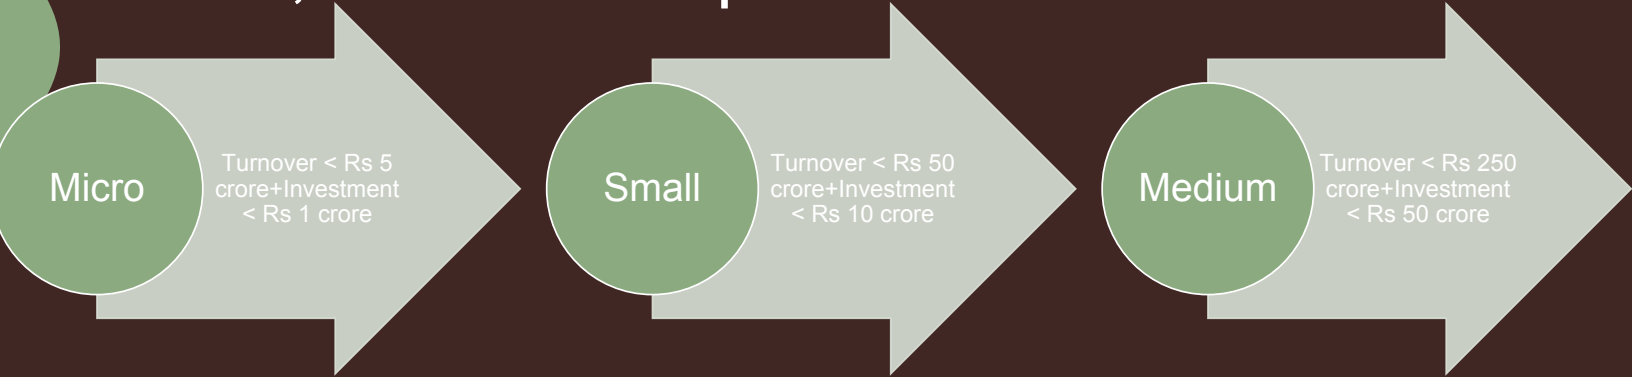 Micro
Turnover < Rs 5
crore+Investment
< Rs 1 crore
Small
Turnover < Rs 50
crore+Investment
< Rs 10 crore
Medium
Turnover < Rs 250
crore+Investment
< Rs 50 crore